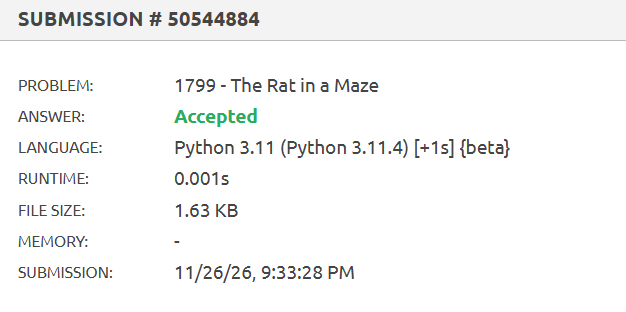 SUBMISSION # 50544884
PROBLEM: 1799 - The Rat in a Maze
ANSWER: Accepted
LANGUAGE: Python 3.11 (Python 3.11.4) [+1s] {beta}
RUNTIME: 0.001s
FILE SIZE: 1.63 KB
MEMORY: -
SUBMISSION: 11/26/26, 9:33:28 PM